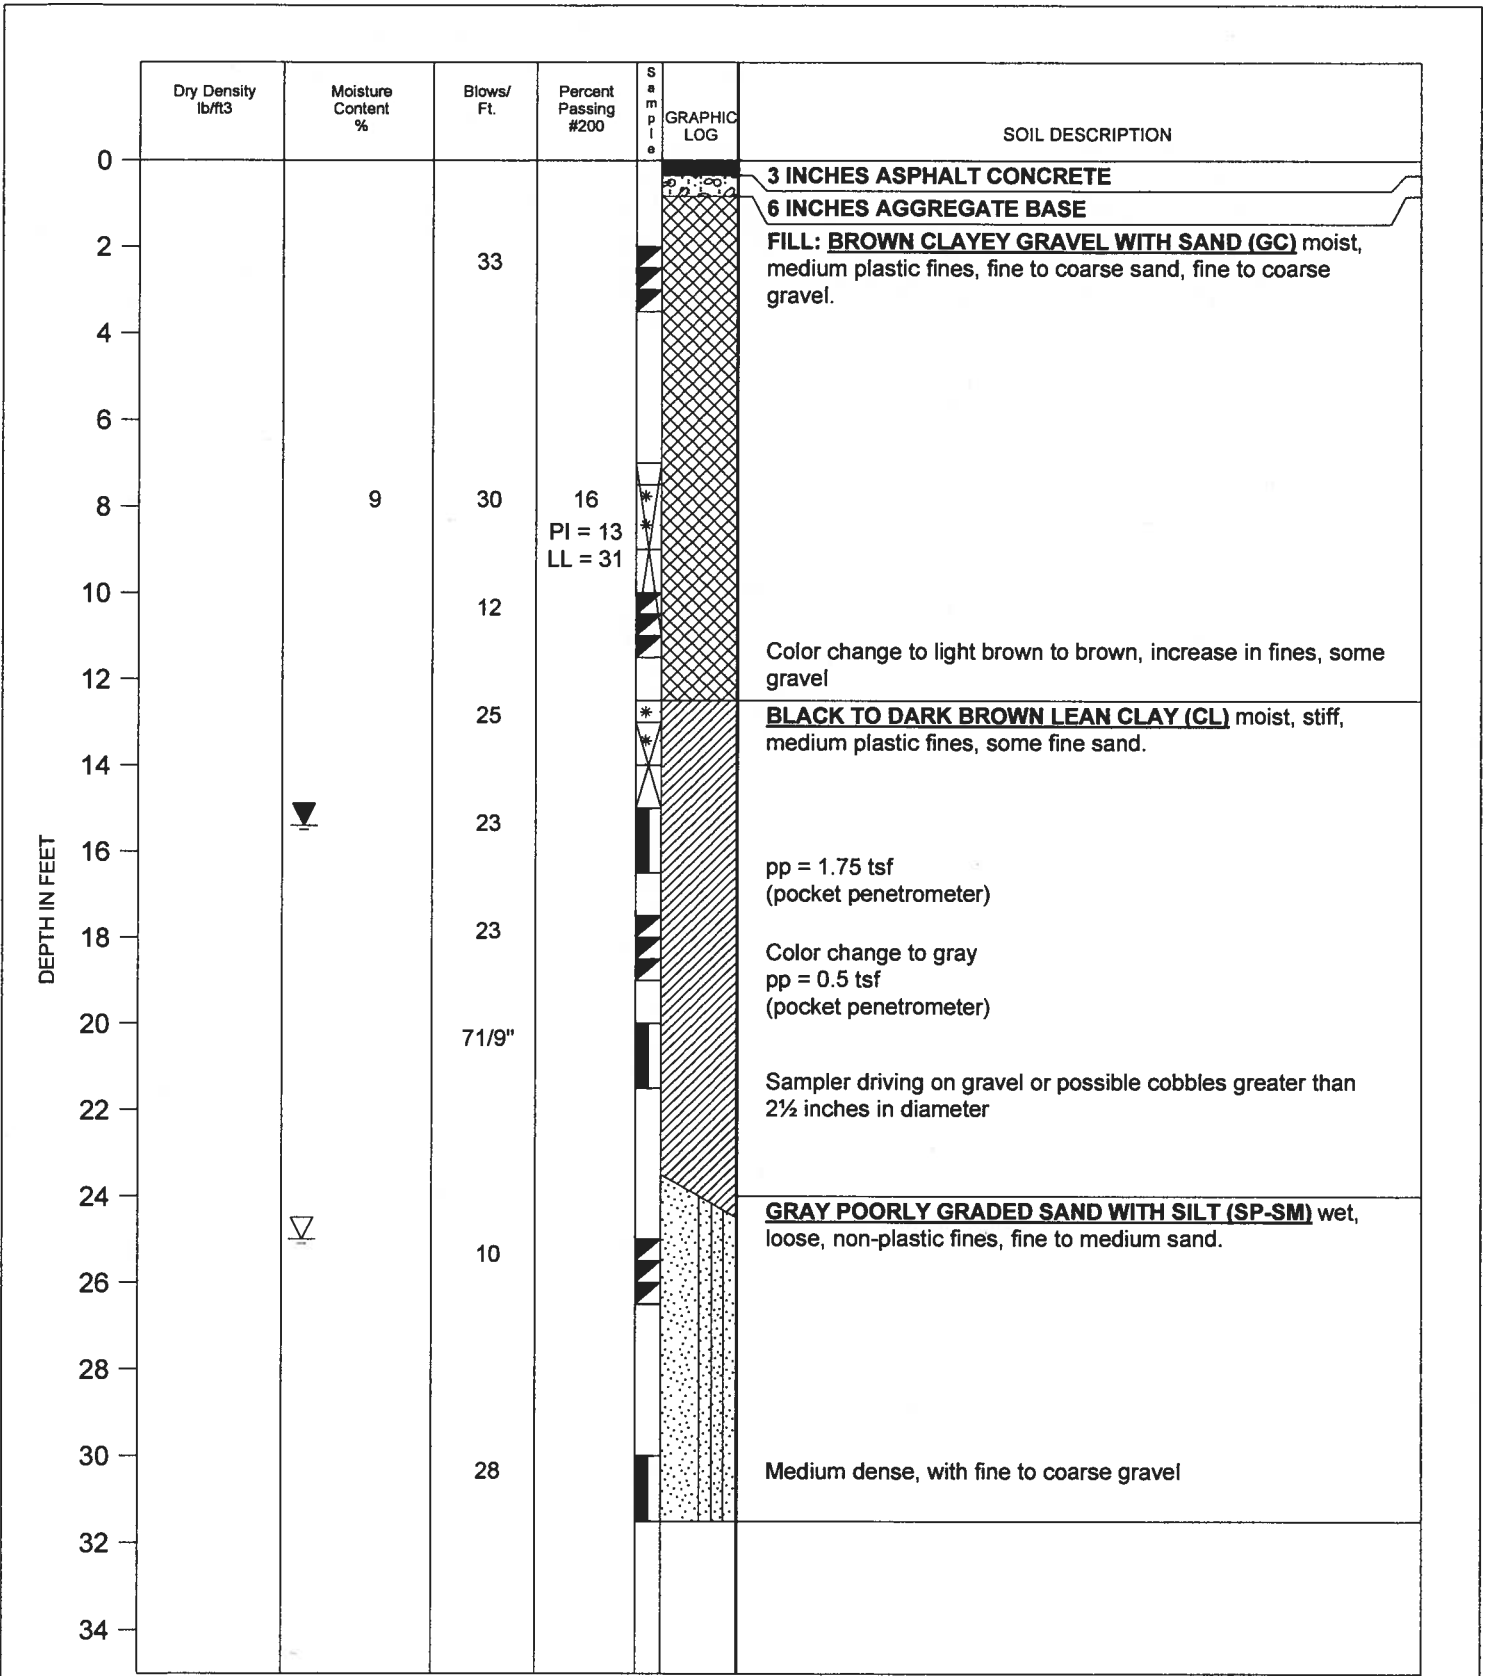 Dry Density
lb/ft3
Moisture
Content
%
Blows/
Ft.
Percent
Passing
#200
Sample
GRAPHIC
LOG
SOIL DESCRIPTION
0
3 INCHES ASPHALT CONCRETE
6 INCHES AGGREGATE BASE
2
33
FILL: BROWN CLAYEY GRAVEL WITH SAND (GC) moist,
medium plastic fines, fine to coarse sand, fine to coarse
gravel.
4
6
8
9
30
16
PI = 13
LL = 31
*
*
10
12
Color change to light brown to brown, increase in fines, some
gravel
12
25
*
*
BLACK TO DARK BROWN LEAN CLAY (CL) moist, stiff,
medium plastic fines, some fine sand.
14
23
DEPTH IN FEET
16
pp = 1.75 tsf
(pocket penetrometer)
18
23
Color change to gray
pp = 0.5 tsf
(pocket penetrometer)
20
71/9"
Sampler driving on gravel or possible cobbles greater than
2½ inches in diameter
22
24
GRAY POORLY GRADED SAND WITH SILT (SP-SM) wet,
loose, non-plastic fines, fine to medium sand.
10
26
28
30
28
Medium dense, with fine to coarse gravel
32
34